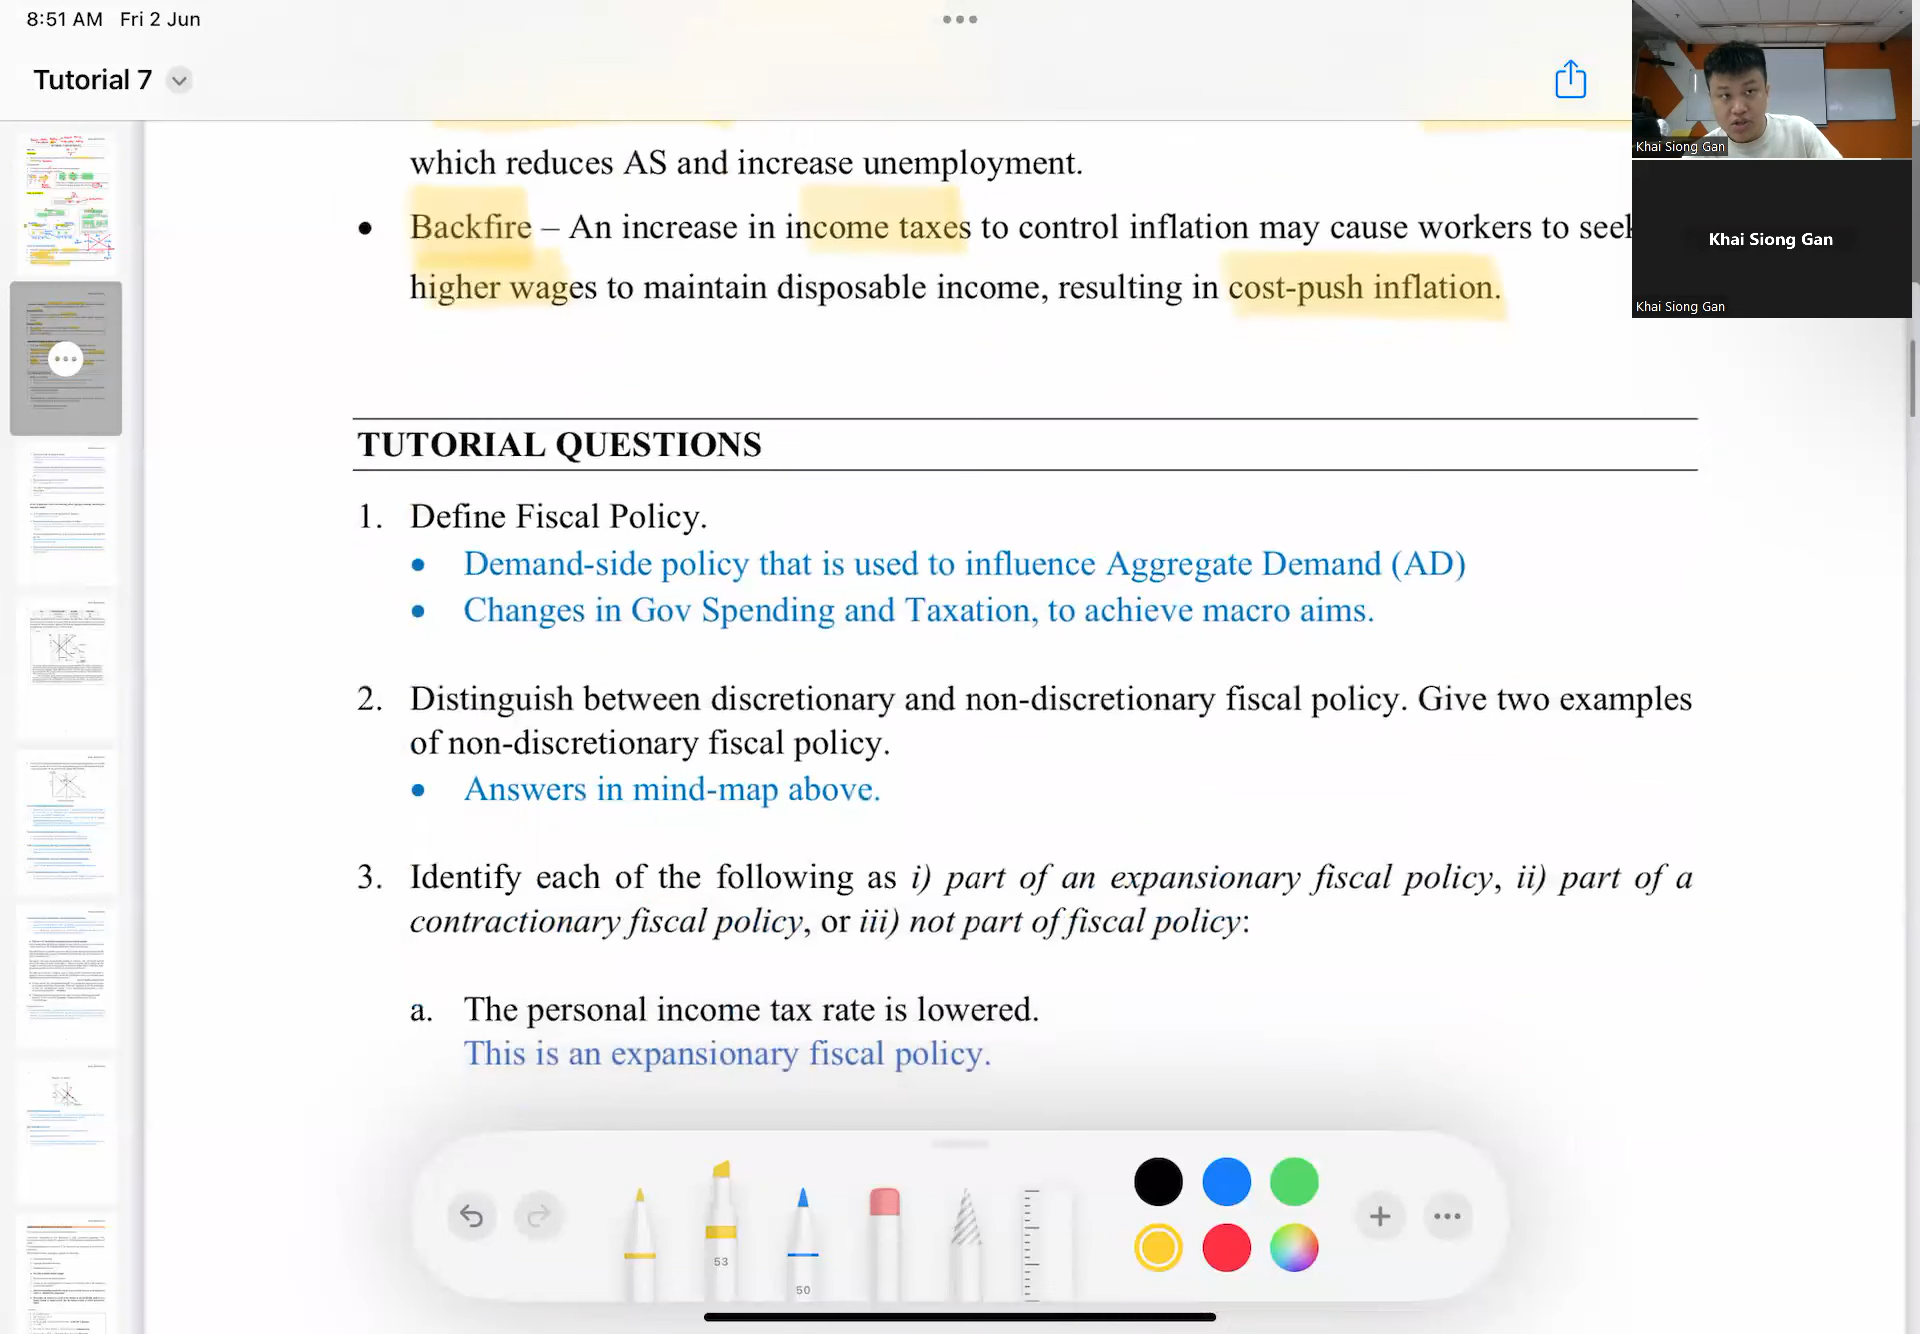 8:51 AM Fri 2 Jun
Tutorial 7
which reduces AS and increase unemployment.
• Backfire – An increase in income taxes to control inflation may cause workers to seek
higher wages to maintain disposable income, resulting in cost-push inflation.
TUTORIAL QUESTIONS
1. Define Fiscal Policy.
• Demand-side policy that is used to influence Aggregate Demand (AD)
• Changes in Gov Spending and Taxation, to achieve macro aims.
2. Distinguish between discretionary and non-discretionary fiscal policy. Give two examples
of non-discretionary fiscal policy.
• Answers in mind-map above.
3. Identify each of the following as i) part of an expansionary fiscal policy, ii) part of a
contractionary fiscal policy, or iii) not part of fiscal policy:
a. The personal income tax rate is lowered.
This is an expansionary fiscal policy.
53
50
Khai Siong Gan
Khai Siong Gan
Khai Siong Gan